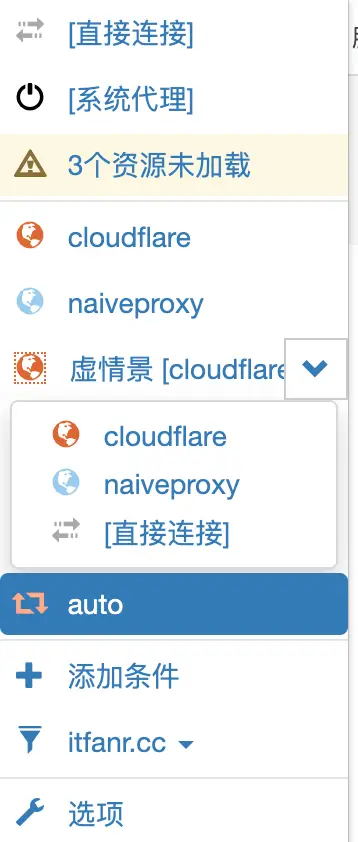 [直接连接]
[系统代理]
3个资源未加载
cloudflare
naiveproxy
虚情景 [cloudflare
cloudflare
naiveproxy
[直接连接]
auto
添加条件
itfanr.cc
选项